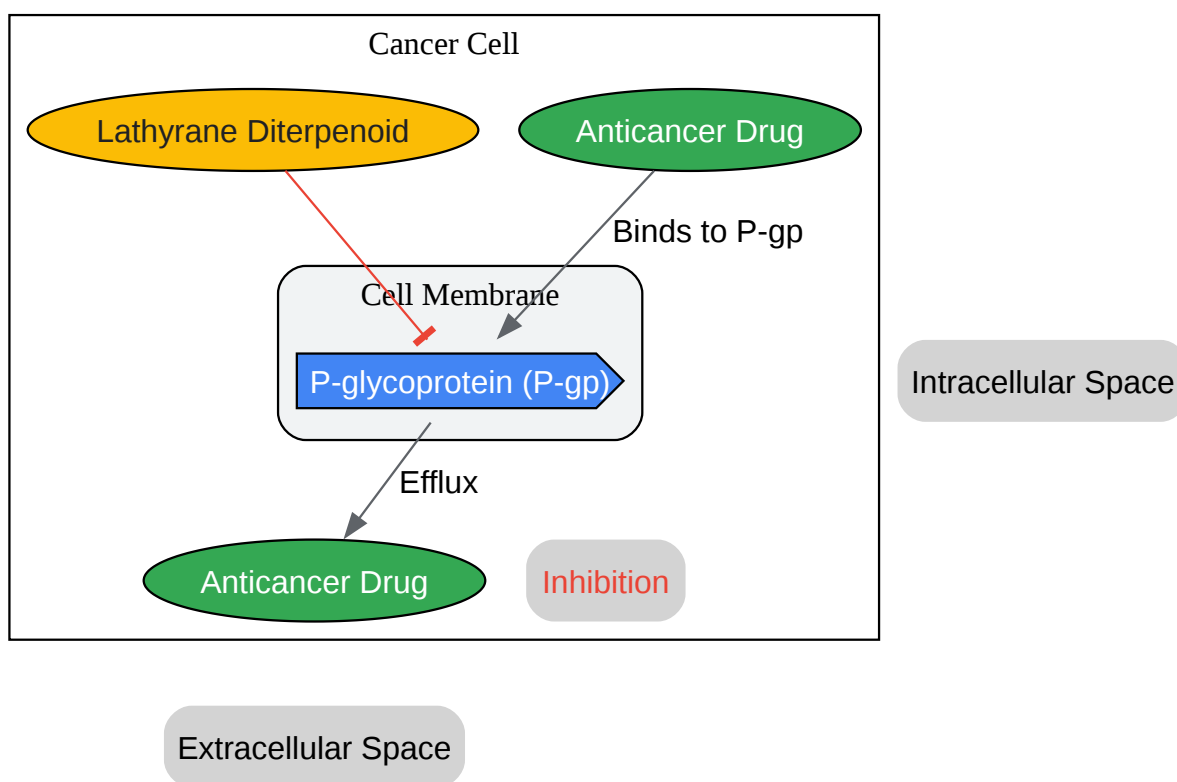 Cancer Cell
Lathyrane Diterpenoid
Anticancer Drug
Binds to P-gp
Cell Membrane
P-glycoprotein (P-gp)
Intracellular Space
Efflux
Anticancer Drug
Inhibition
Extracellular Space